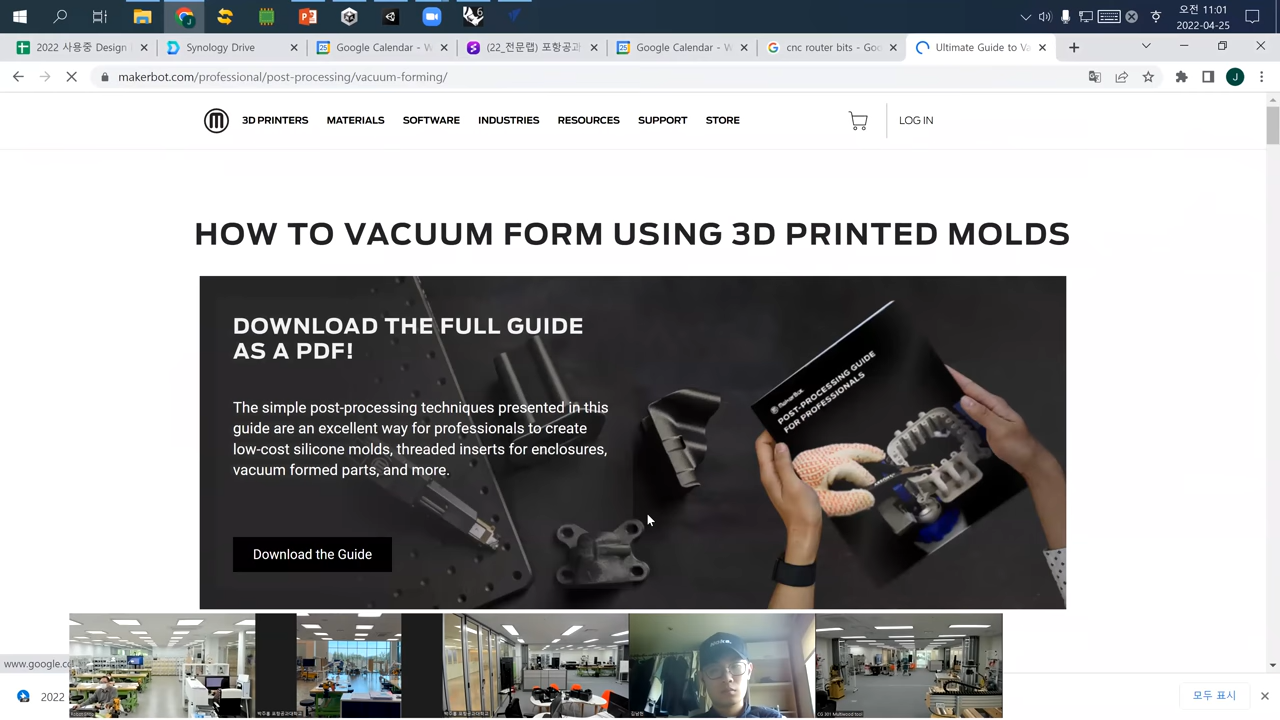 오전 11:01
2022-04-25
2022 사용중 Design
Synology Drive
Google Calendar - W
(22_전문랩) 포항공과
Google Calendar - W
cnc router bits - Goo
Ultimate Guide to Va
makerbot.com/professional/post-processing/vacuum-forming/
J
3D PRINTERS
MATERIALS
SOFTWARE
INDUSTRIES
RESOURCES
SUPPORT
STORE
LOG IN
HOW TO VACUUM FORM USING 3D PRINTED MOLDS
DOWNLOAD THE FULL GUIDE
AS A PDF!
The simple post-processing techniques presented in this
guide are an excellent way for professionals to create
low-cost silicone molds, threaded inserts for enclosures,
vacuum formed parts, and more.
Download the Guide
MakerBot
POST-PROCESSING GUIDE
FOR PROFESSIONALS
www.google.co
2022
모두 표시